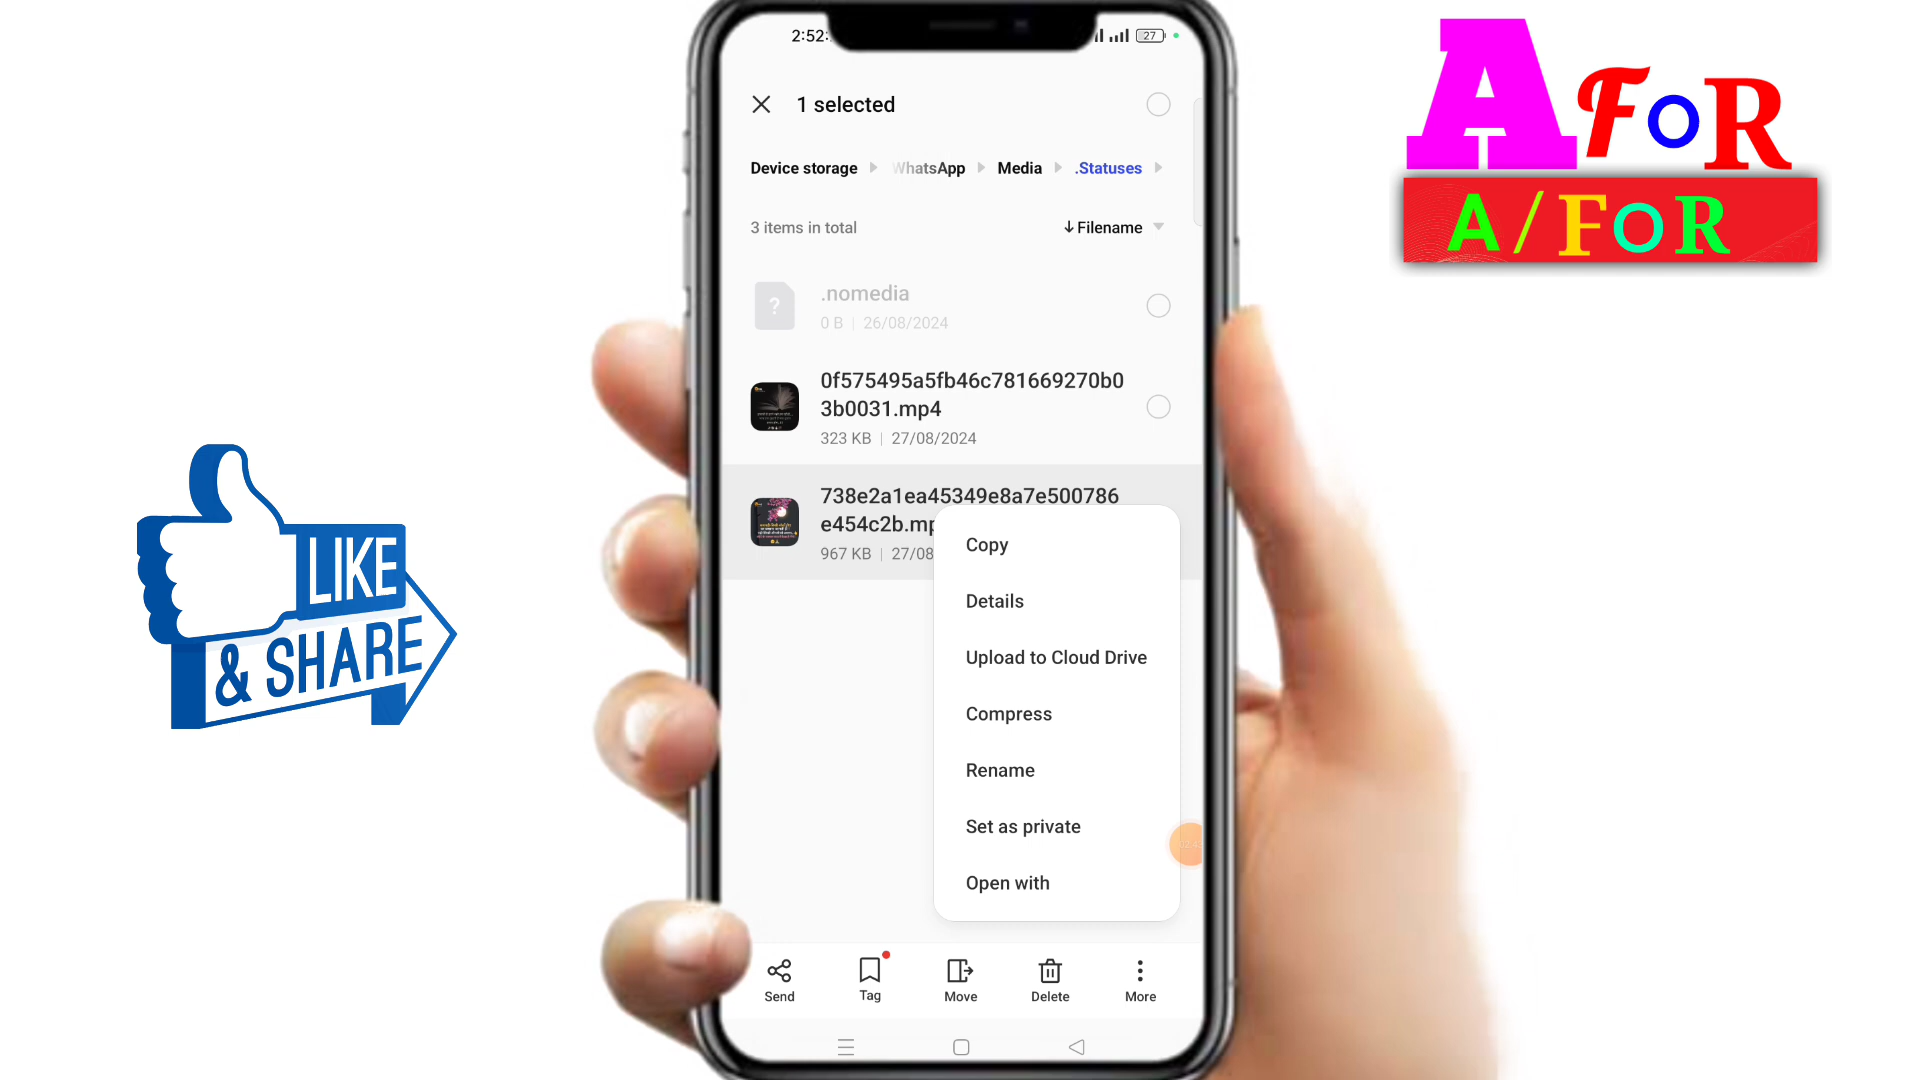 2:52:
27
1 selected
Device storage
WhatsApp
Media
.Statuses
3 items in total
Filename
.nomedia
0 B | 26/08/2024
0f575495a5fb46c781669270b0
3b0031.mp4
323 KB | 27/08/2024
738e2a1ea45349e8a7e500786
e454c2b.mp
967 KB | 27/08
Copy
Details
Upload to Cloud Drive
Compress
Rename
Set as private
Open with
Send
Tag
Move
Delete
More
LIKE
& SHARE
A FOR
A/FOR